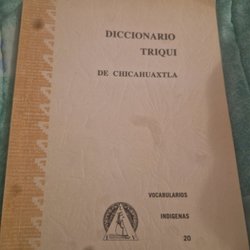 DICCIONARIO
TRIQUI
DE CHICAHUAXTLA
VOCABULARIOS
INDIGENAS
20